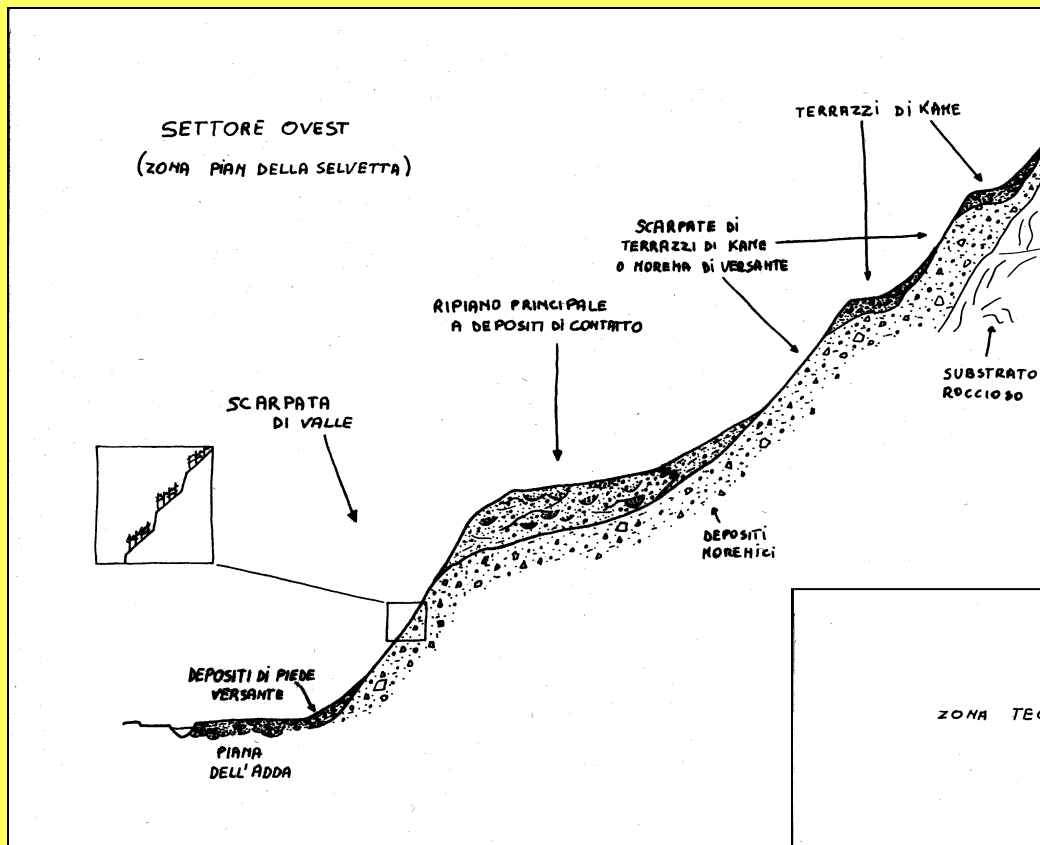 SETTORE OVEST
(ZONA PIAN DELLA SELVETTA)
TERRAZZI DI KAME
SCARPATE DI
TERRAZZI DI KAME
O MORENA DI VERSANTE
RIPIANO PRINCIPALE
A DEPOSITI DI CONTATTO
SUBSTRATO
ROCCIOSO
SCARPATA
DI VALLE
DEPOSITI
MORENICI
DEPOSITI DI PIEDE
VERSANTE
PIANA
DELL'ADDA
ZONA